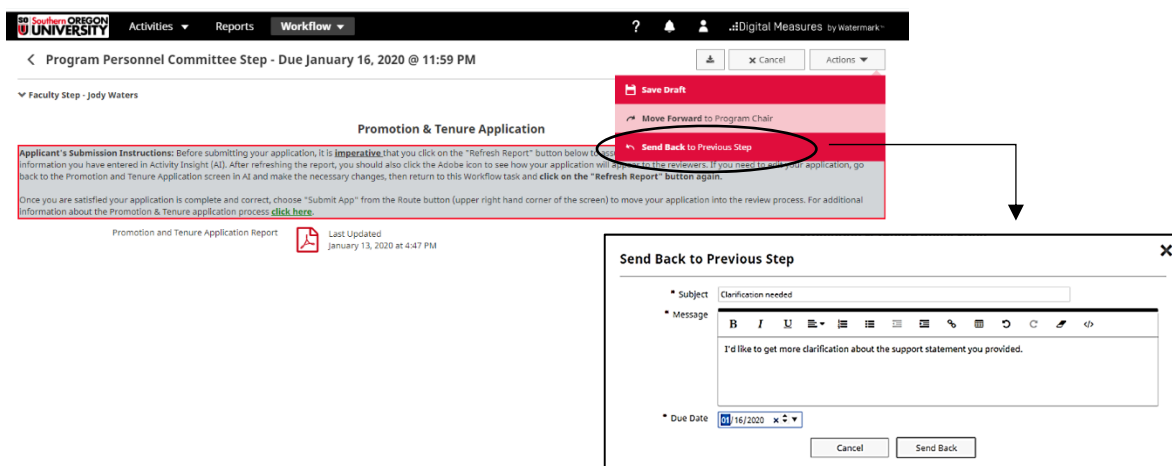 SO Southern OREGON
U UNIVERSITY
Activities Reports Workflow ? Digital Measures by Watermark™
Program Personnel Committee Step - Due January 16, 2020 @ 11:59 PM
x Cancel
Actions
Faculty Step - Jody Waters
Save Draft
Move Forward to Program Chair
Send Back to Previous Step
Promotion & Tenure Application
Applicant's Submission Instructions: Before submitting your application, it is imperative that you click on the "Refresh Report" button below to
information you have entered in Activity Insight (AI). After refreshing the report, you should also click the Adobe icon to see how your application will appear to the reviewers. If you need to edit your application, go
back to the Promotion and Tenure Application screen in AI and make the necessary changes, then return to this Workflow task and click on the "Refresh Report" button again.
Once you are satisfied your application is complete and correct, choose "Submit App" from the Route button (upper right hand corner of the screen) to move your application into the review process. For additional
information about the Promotion & Tenure application process click here.
Promotion and Tenure Application Report
Last Updated
January 13, 2020 at 4:47 PM
Send Back to Previous Step
X
* Subject Clarification needed
* Message
B I U </>
I'd like to get more clarification about the support statement you provided.
* Due Date 01/16/2020 x
Cancel
Send Back